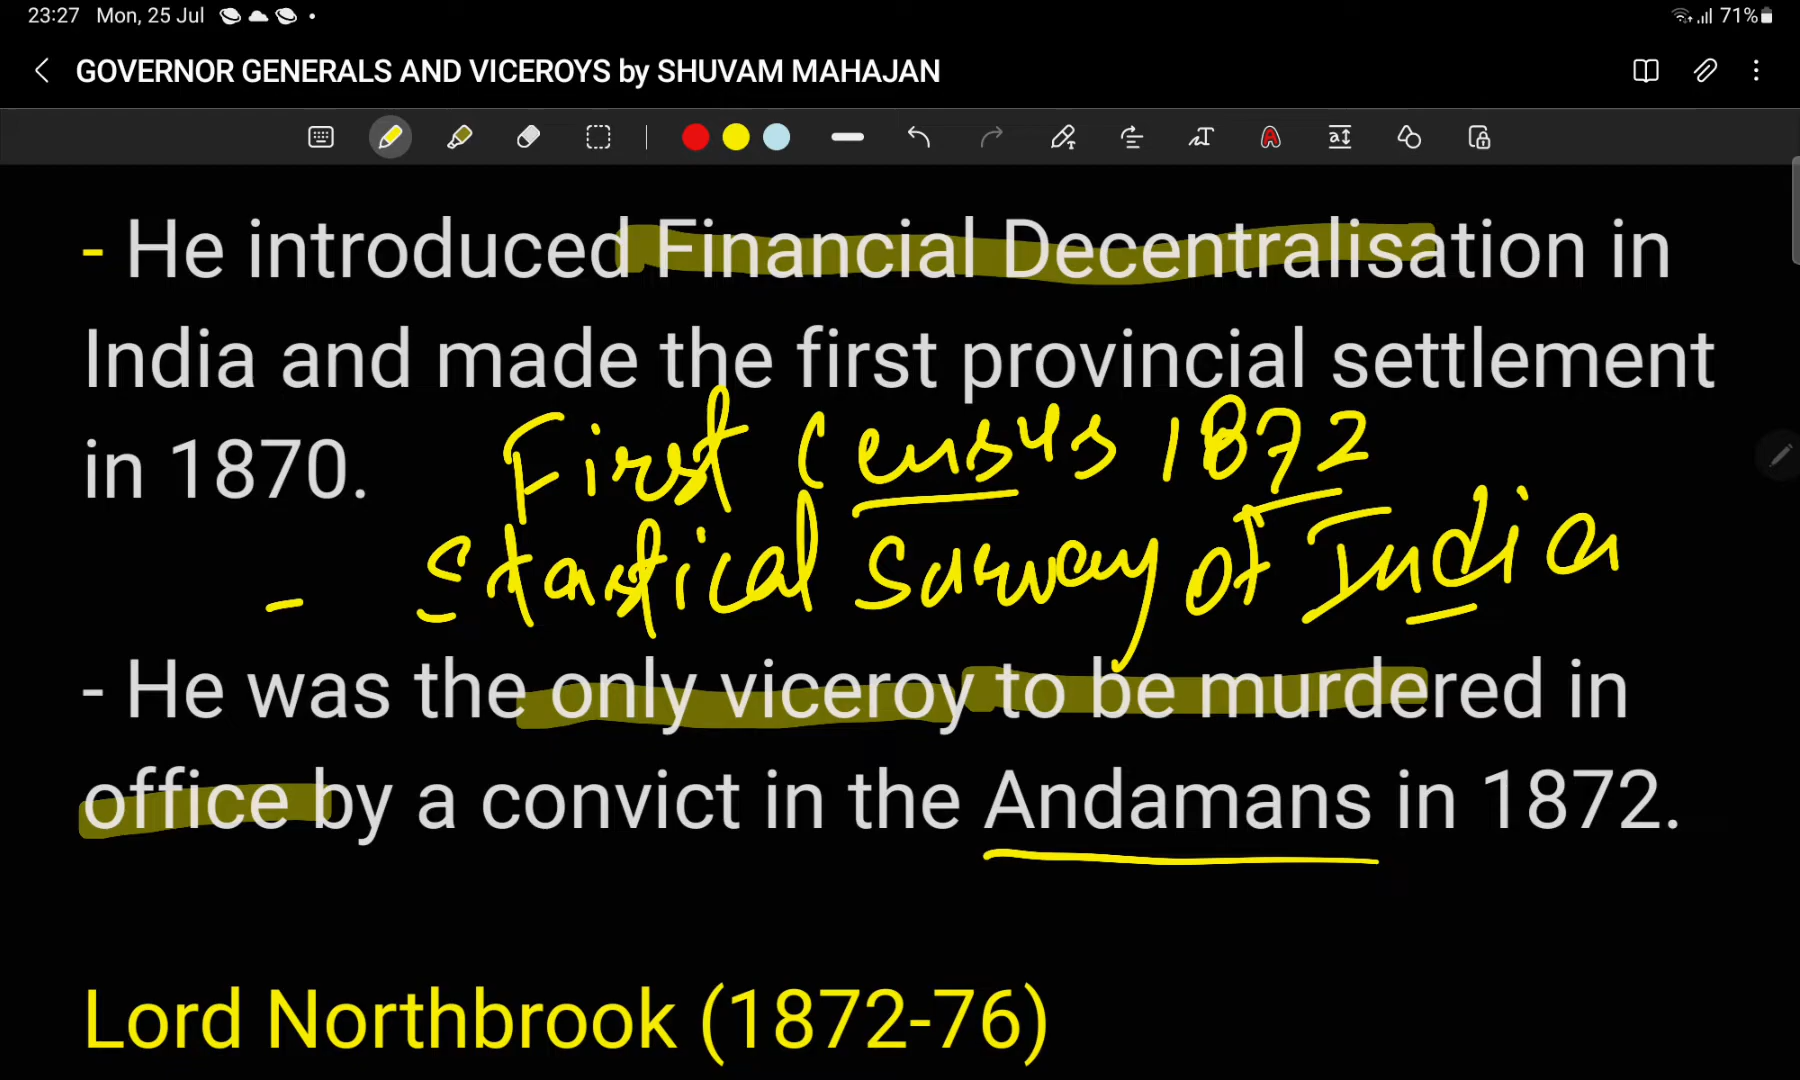 23:27 Mon, 25 Jul
71%
GOVERNOR GENERALS AND VICEROYS by SHUVAM MAHAJAN
- He introduced Financial Decentralisation in
India and made the first provincial settlement
in 1870. First Census 1872
- Stastical Survay of India
- He was the only viceroy to be murdered in
office by a convict in the Andamans in 1872.
Lord Northbrook (1872-76)